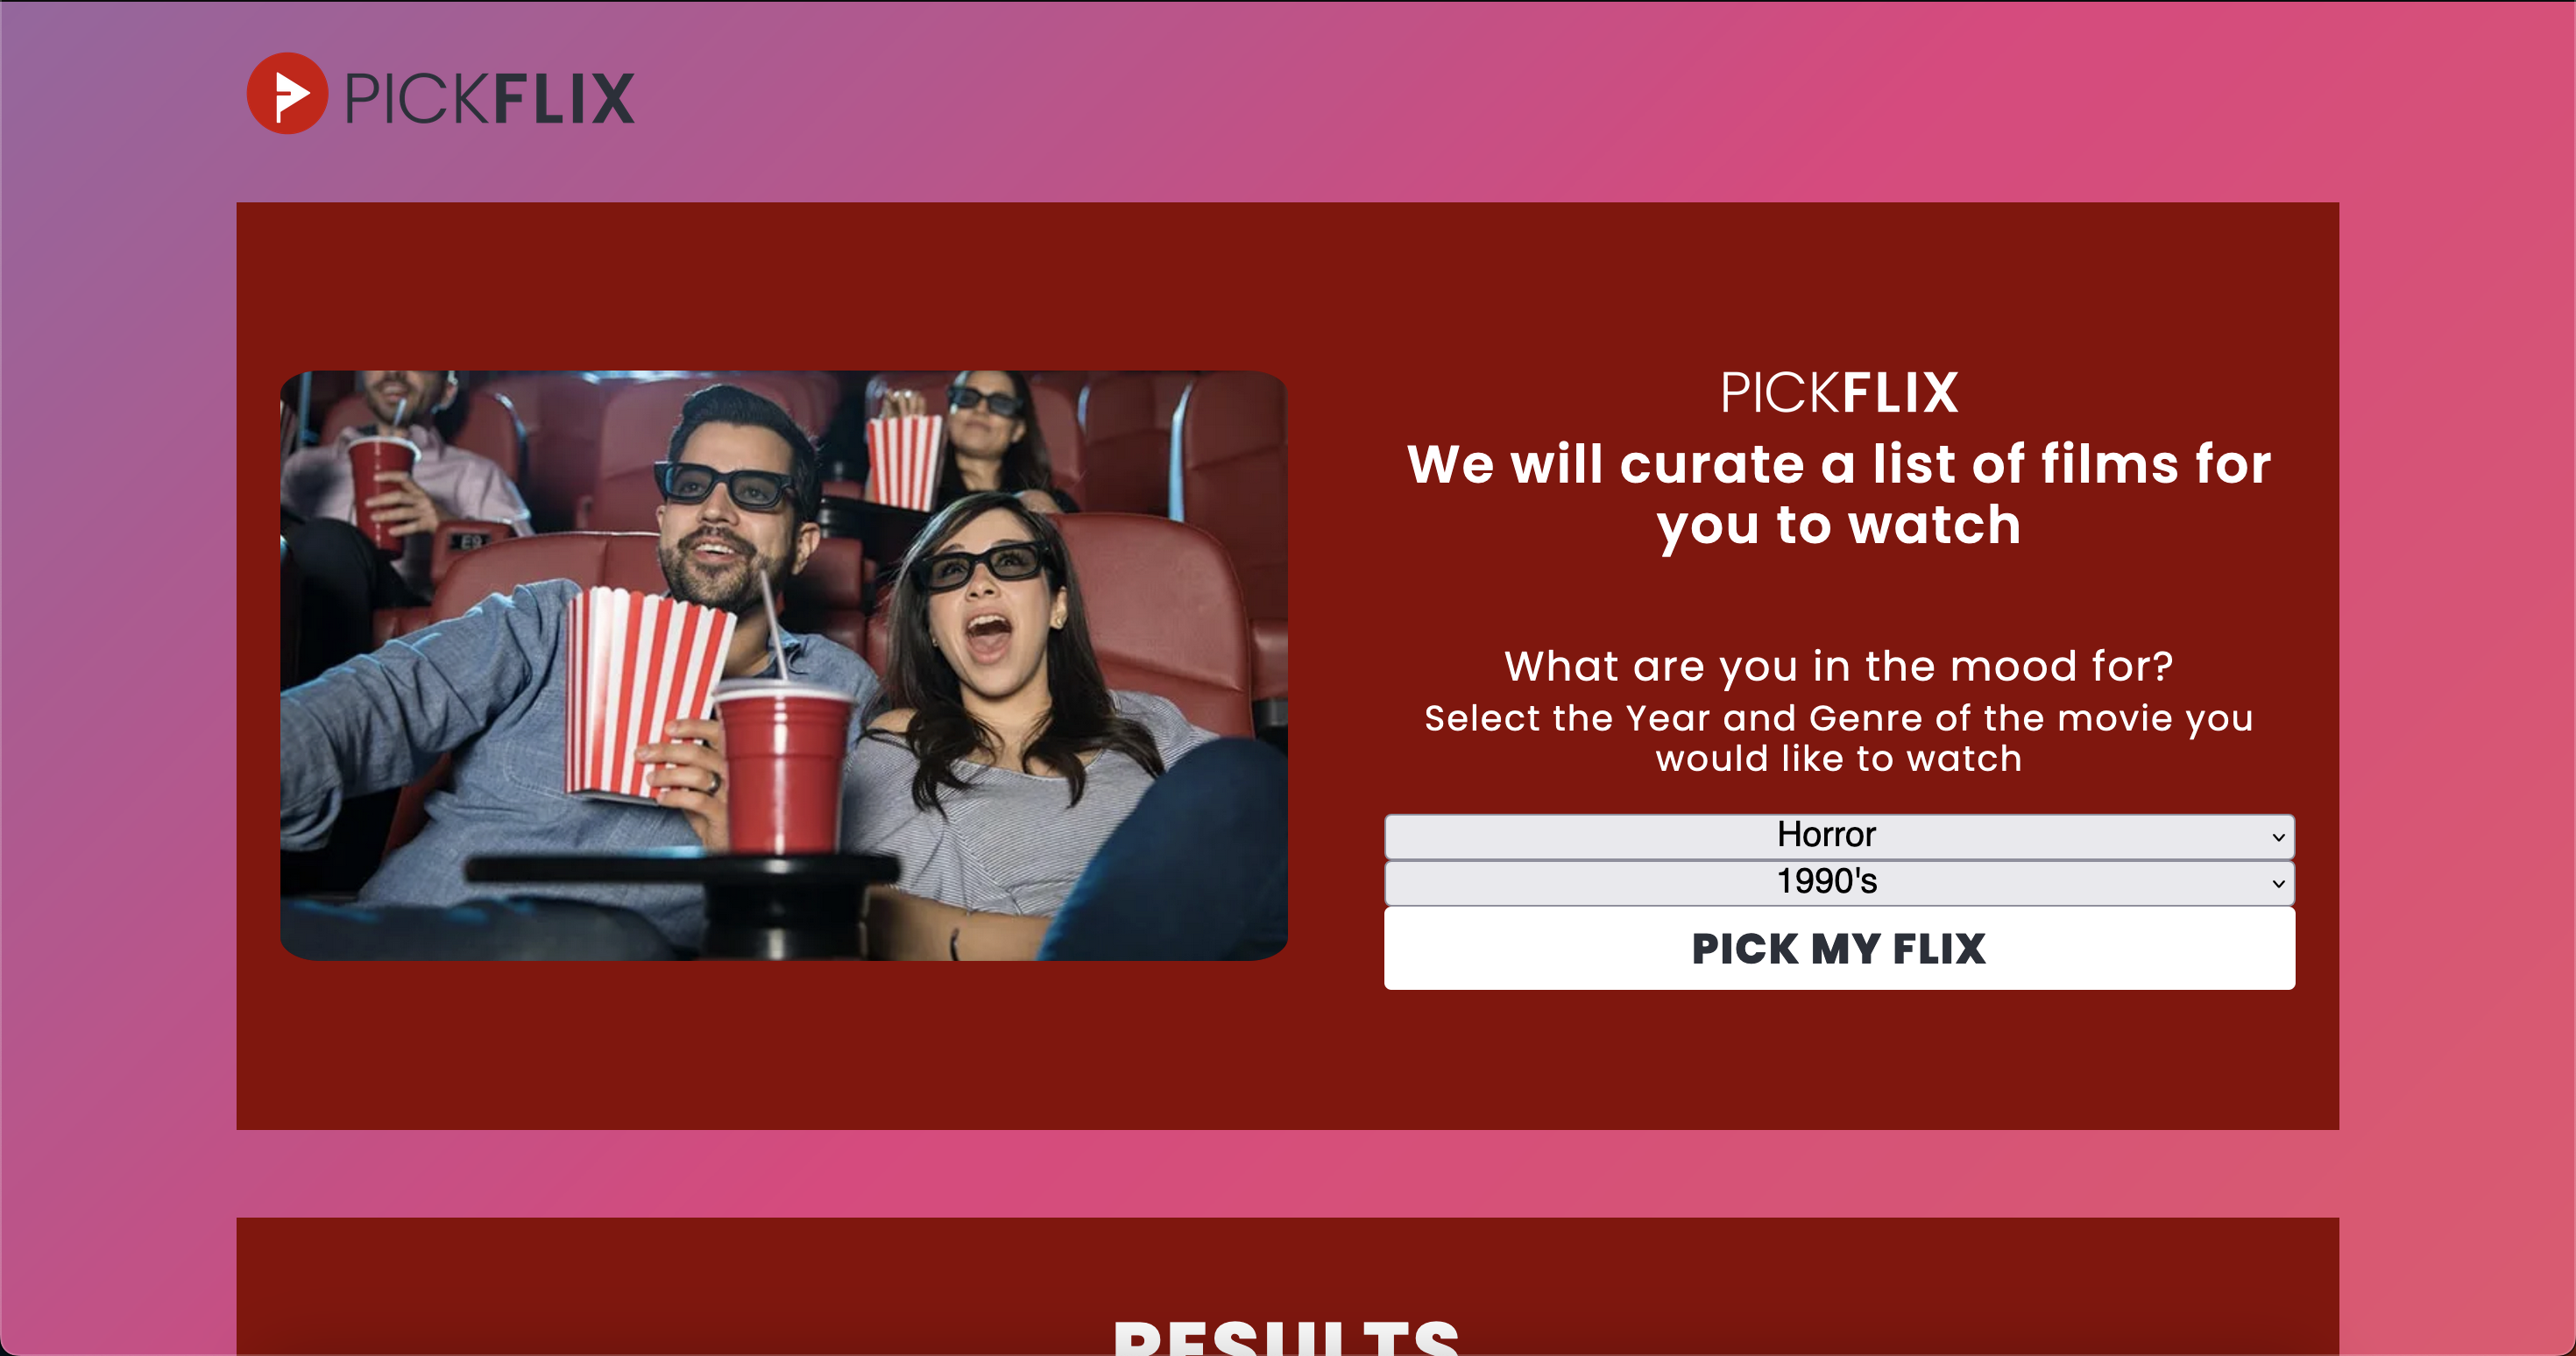 PICKFLIX
PICKFLIX
We will curate a list of films for
you to watch
E9
What are you in the mood for?
Select the Year and Genre of the movie you
would like to watch
Horror
1990's
PICK MY FLIX
RESULTS